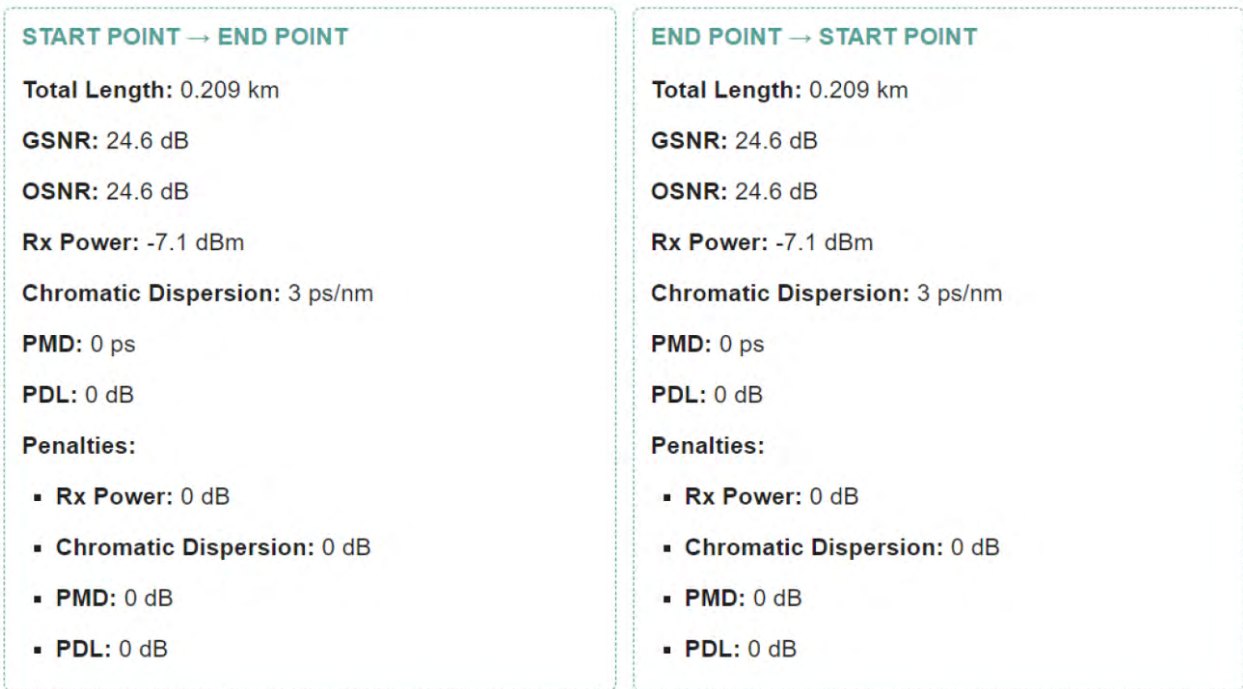 START POINT → END POINT
Total Length: 0.209 km
GSNR: 24.6 dB
OSNR: 24.6 dB
Rx Power: -7.1 dBm
Chromatic Dispersion: 3 ps/nm
PMD: 0 ps
PDL: 0 dB
Penalties:
▪ Rx Power: 0 dB
▪ Chromatic Dispersion: 0 dB
▪ PMD: 0 dB
▪ PDL: 0 dB
END POINT → START POINT
Total Length: 0.209 km
GSNR: 24.6 dB
OSNR: 24.6 dB
Rx Power: -7.1 dBm
Chromatic Dispersion: 3 ps/nm
PMD: 0 ps
PDL: 0 dB
Penalties:
▪ Rx Power: 0 dB
▪ Chromatic Dispersion: 0 dB
▪ PMD: 0 dB
▪ PDL: 0 dB